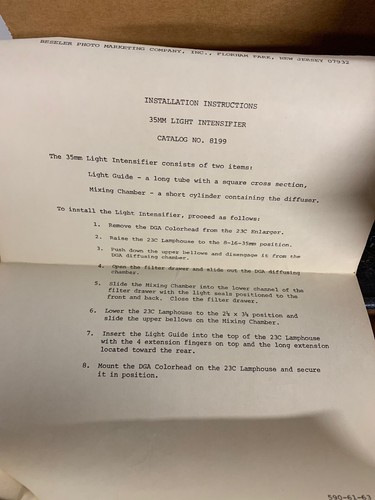 BESELER PHOTO MARKETING COMPANY, INC., FLORHAM PARK, NEW JERSEY 07932
INSTALLATION INSTRUCTIONS
35MM LIGHT INTENSIFIER
CATALOG NO. 8199
The 35mm Light Intensifier consists of two items:
Light Guide - a long tube with a square cross section,
Mixing Chamber - a short cylinder containing the diffuser.
To install the Light Intensifier, proceed as follows:
1. Remove the DGA Colorhead from the 23C Enlarger.
2. Raise the 23C Lamphouse to the 8-16-35mm position.
3. Push down the upper bellows and disengage it from the
DGA diffusing chamber.
4. Open the filter drawer and slide out the DGA diffusing
chamber.
5. Slide the Mixing Chamber into the lower channel of the
filter drawer with the light seals positioned to the
front and back. Close the filter drawer.
6. Lower the 23C Lamphouse to the 2¼ x 3¼ position and
slide the upper bellows on the Mixing Chamber.
7. Insert the Light Guide into the top of the 23C Lamphouse
with the 4 extension fingers on top and the long extension
located toward the rear.
8. Mount the DGA Colorhead on the 23C Lamphouse and secure
it in position.
590-61-63